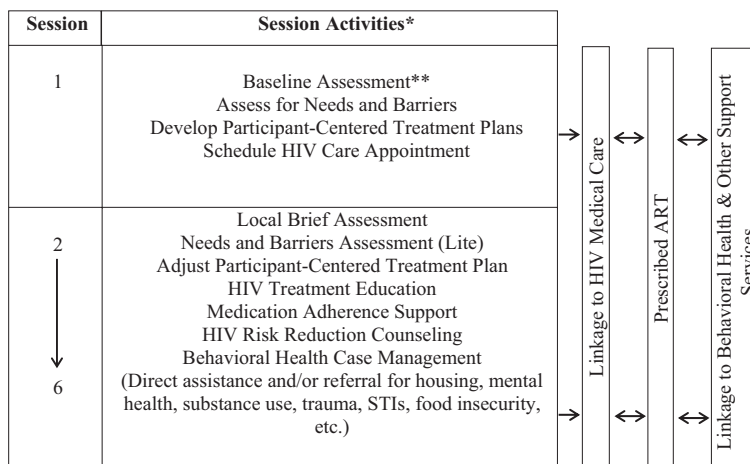 Session
Session Activities*
1
Baseline Assessment**
Assess for Needs and Barriers
Develop Participant-Centered Treatment Plans
Schedule HIV Care Appointment
2
6
Local Brief Assessment
Needs and Barriers Assessment (Lite)
Adjust Participant-Centered Treatment Plan
HIV Treatment Education
Medication Adherence Support
HIV Risk Reduction Counseling
Behavioral Health Case Management
(Direct assistance and/or referral for housing, mental
health, substance use, trauma, STIs, food insecurity,
etc.)
Linkage to HIV Medical Care
Prescribed ART
Linkage to Behavioral Health & Other Support
Services